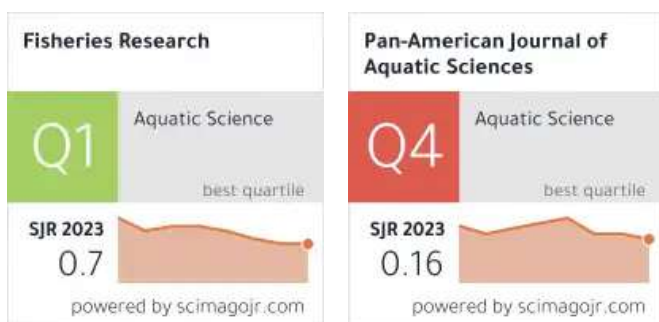 Fisheries Research
Q1
Aquatic Science
best quartile
SJR 2023
0.7
powered by scimagojr.com
Pan-American Journal of
Aquatic Sciences
Q4
Aquatic Science
best quartile
SJR 2023
0.16
powered by scimagojr.com